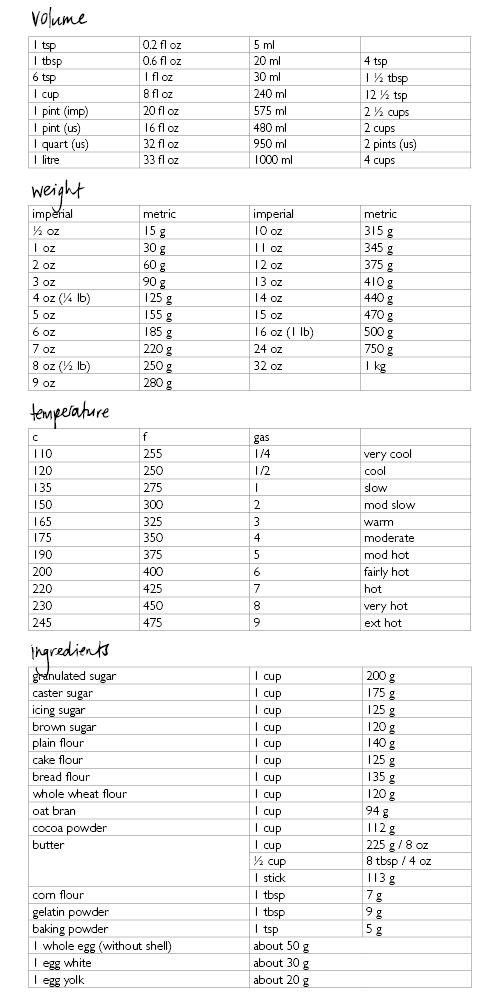 volume
1 tsp 0.2 fl oz 5 ml
1 tbsp 0.6 fl oz 20 ml 4 tsp
6 tsp 1 fl oz 30 ml 1 ½ tbsp
1 cup 8 fl oz 240 ml 12 ½ tsp
1 pint (imp) 20 fl oz 575 ml 2 ½ cups
1 pint (us) 16 fl oz 480 ml 2 cups
1 quart (us) 32 fl oz 950 ml 2 pints (us)
1 litre 33 fl oz 1000 ml 4 cups
weight
imperial metric imperial metric
½ oz 15 g 10 oz 315 g
1 oz 30 g 11 oz 345 g
2 oz 60 g 12 oz 375 g
3 oz 90 g 13 oz 410 g
4 oz (¼ lb) 125 g 14 oz 440 g
5 oz 155 g 15 oz 470 g
6 oz 185 g 16 oz (1 lb) 500 g
7 oz 220 g 24 oz 750 g
8 oz (½ lb) 250 g 32 oz 1 kg
9 oz 280 g
temperature
c f gas
110 255 1/4 very cool
120 250 1/2 cool
135 275 1 slow
150 300 2 mod slow
165 325 3 warm
175 350 4 moderate
190 375 5 mod hot
200 400 6 fairly hot
220 425 7 hot
230 450 8 very hot
245 475 9 ext hot
ingredients
granulated sugar 1 cup 200 g
caster sugar 1 cup 175 g
icing sugar 1 cup 125 g
brown sugar 1 cup 120 g
plain flour 1 cup 140 g
cake flour 1 cup 125 g
bread flour 1 cup 135 g
whole wheat flour 1 cup 120 g
oat bran 1 cup 94 g
cocoa powder 1 cup 112 g
butter 1 cup 225 g / 8 oz
½ cup 8 tbsp / 4 oz
1 stick 113 g
corn flour 1 tbsp 7 g
gelatin powder 1 tbsp 9 g
baking powder 1 tsp 5 g
1 whole egg (without shell) about 50 g
1 egg white about 30 g
1 egg yolk about 20 g